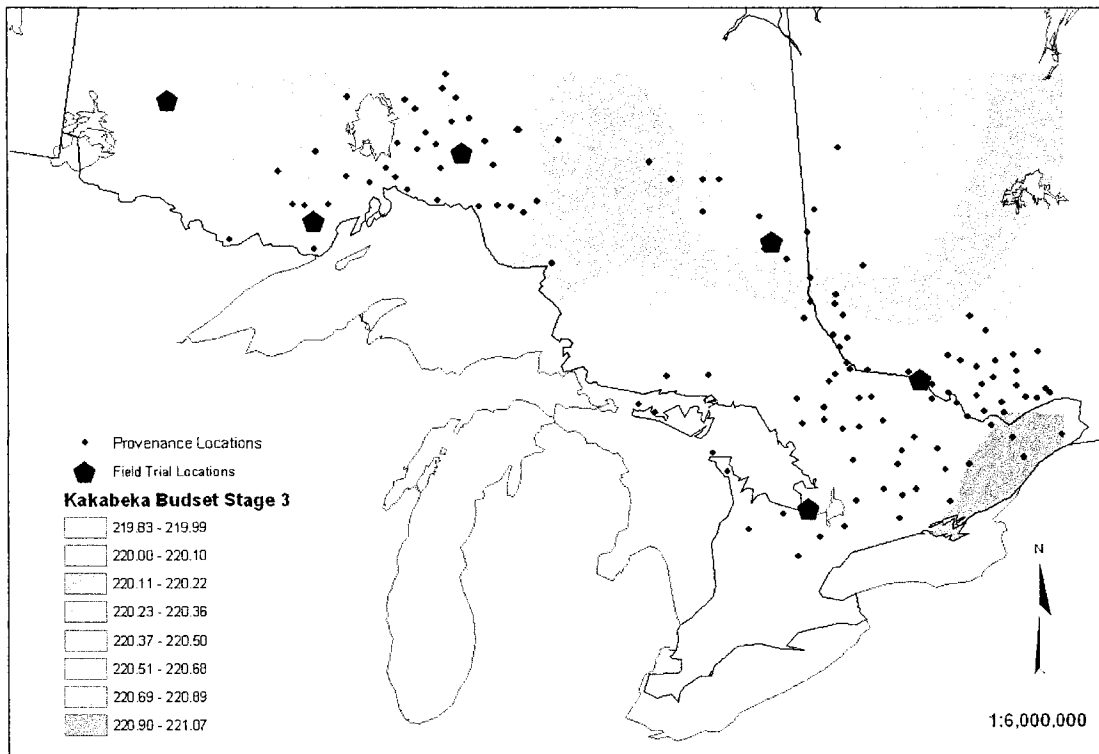 Provenance Locations
Field Trial Locations
Kakabeka Budset Stage 3
219.83 - 219.99
220.00 - 220.10
220.11 - 220.22
220.23 - 220.36
220.37 - 220.50
220.51 - 220.68
220.69 - 220.89
220.90 - 221.07
N
1:6,000,000